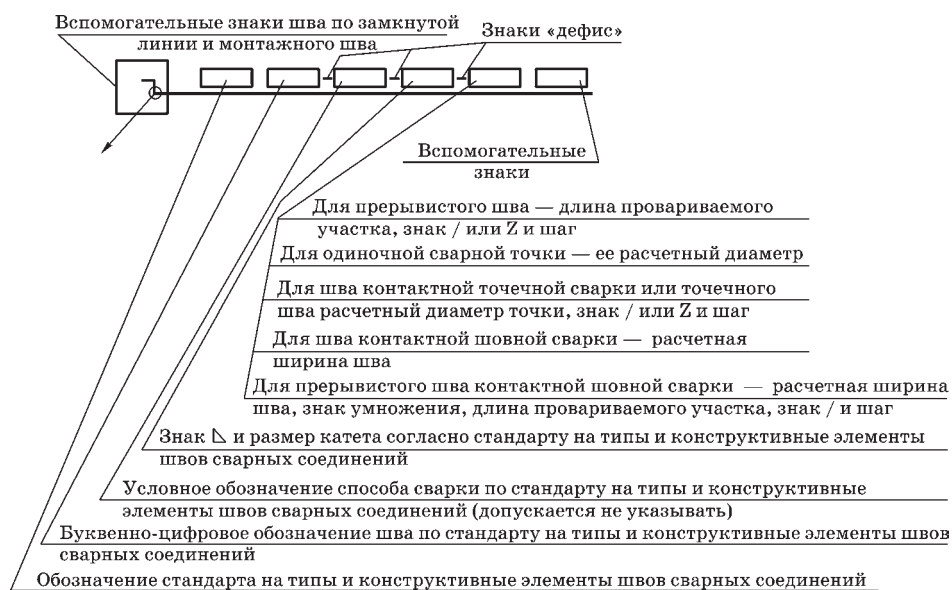 Вспомогательные знаки шва по замкнутой
линии и монтажного шва
Знаки «дефис»
Вспомогательные
знаки
Для прерывистого шва — длина провариваемого
участка, знак / или Z и шаг
Для одиночной сварной точки — ее расчетный диаметр
Для шва контактной точечной сварки или точечного
шва расчетный диаметр точки, знак / или Z и шаг
Для шва контактной шовной сварки — расчетная
ширина шва
Для прерывистого шва контактной шовной сварки — расчетная ширина
шва, знак умножения, длина провариваемого участка, знак / и шаг
Знак ◺ и размер катета согласно стандарту на типы и конструктивные элементы
швов сварных соединений
Условное обозначение способа сварки по стандарту на типы и конструктивные
элементы швов сварных соединений (допускается не указывать)
Буквенно-цифровое обозначение шва по стандарту на типы и конструктивные элементы швов
сварных соединений
Обозначение стандарта на типы и конструктивные элементы швов сварных соединений